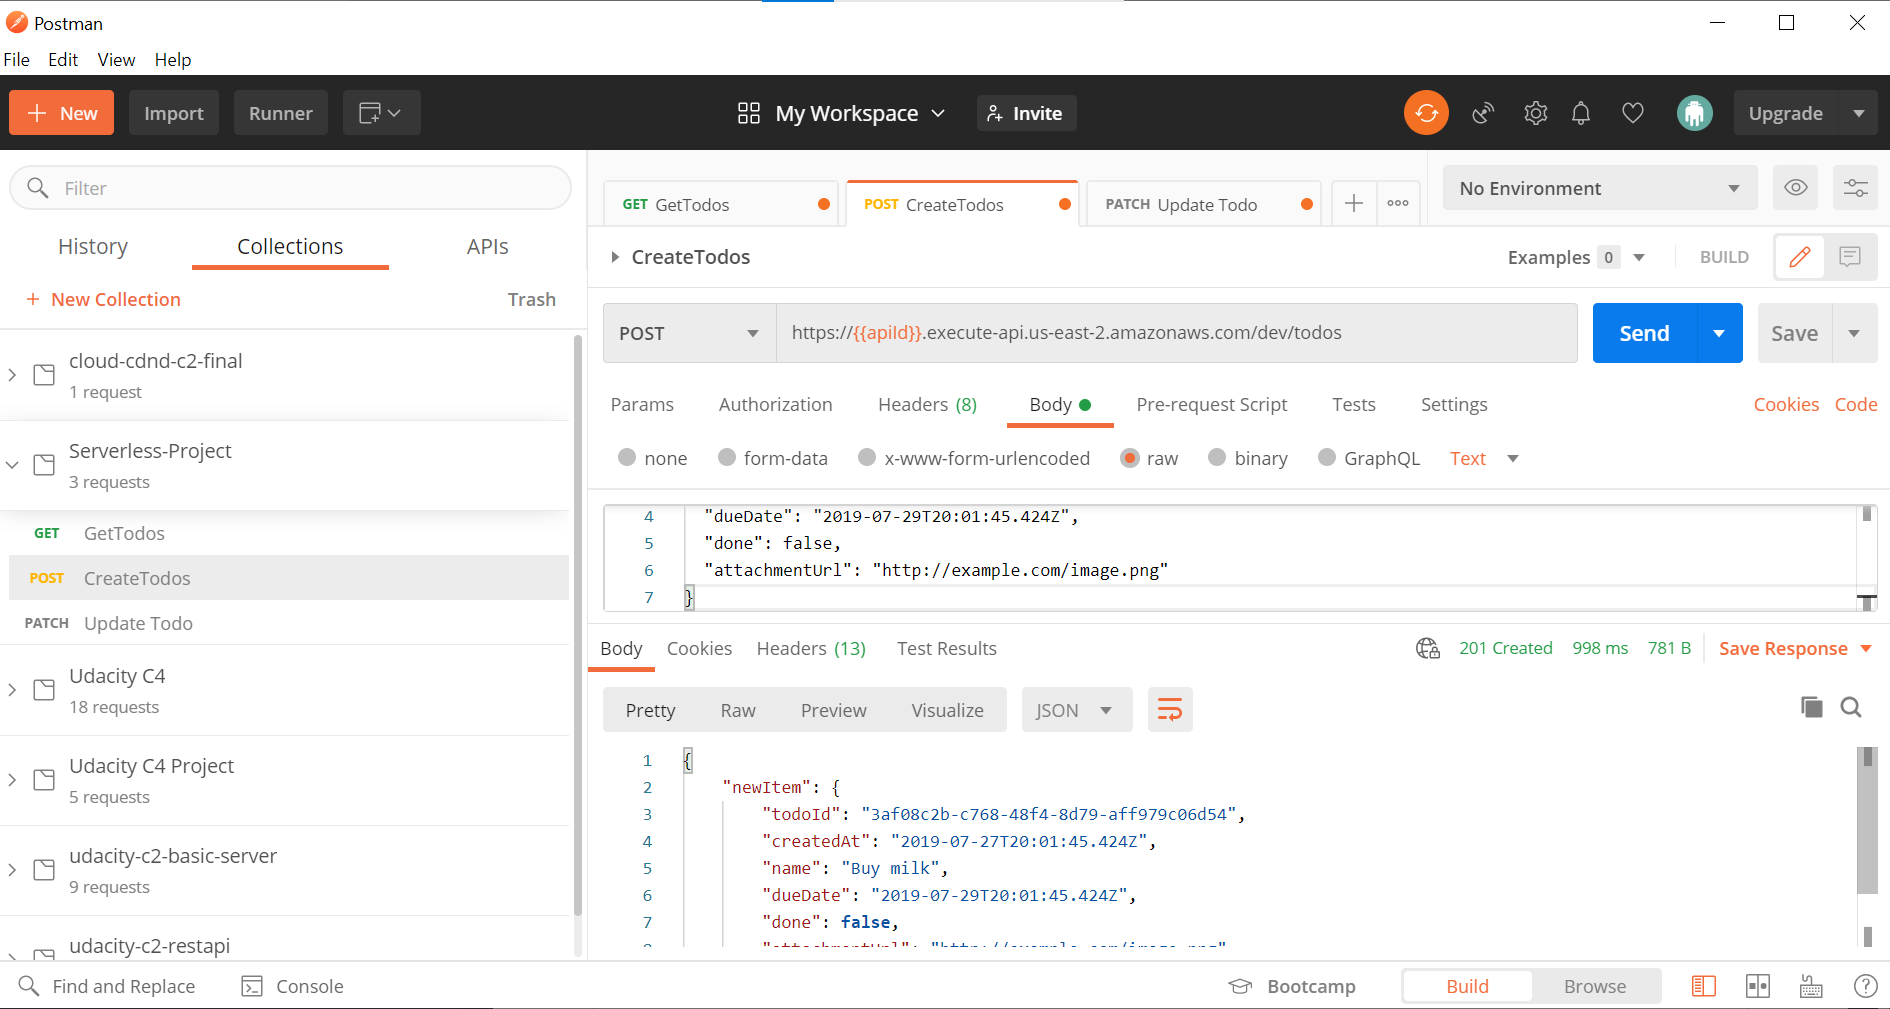 Postman
File Edit View Help
New Import Runner My Workspace Invite Upgrade
Filter
History Collections APIs
+ New Collection Trash
cloud-cdnd-c2-final
1 request
Serverless-Project
3 requests
GET GetTodos
POST CreateTodos
PATCH Update Todo
Udacity C4
18 requests
Udacity C4 Project
5 requests
udacity-c2-basic-server
9 requests
udacity-c2-restapi
GET GetTodos POST CreateTodos PATCH Update Todo No Environment
CreateTodos Examples 0 BUILD
POST https://{{apiId}}.execute-api.us-east-2.amazonaws.com/dev/todos Send Save
Params Authorization Headers (8) Body Pre-request Script Tests Settings Cookies Code
none form-data x-www-form-urlencoded raw binary GraphQL Text
4 "dueDate": "2019-07-29T20:01:45.424Z",
5 "done": false,
6 "attachmentUrl": "http://example.com/image.png"
7 }
Body Cookies Headers (13) Test Results 201 Created 998 ms 781 B Save Response
Pretty Raw Preview Visualize JSON
1 {
2 "newItem": {
3 "todoId": "3af08c2b-c768-48f4-8d79-aff979c06d54",
4 "createdAt": "2019-07-27T20:01:45.424Z",
5 "name": "Buy milk",
6 "dueDate": "2019-07-29T20:01:45.424Z",
7 "done": false,
8 "attachmentUrl": "http://example.com/image.png"
Find and Replace Console Bootcamp Build Browse